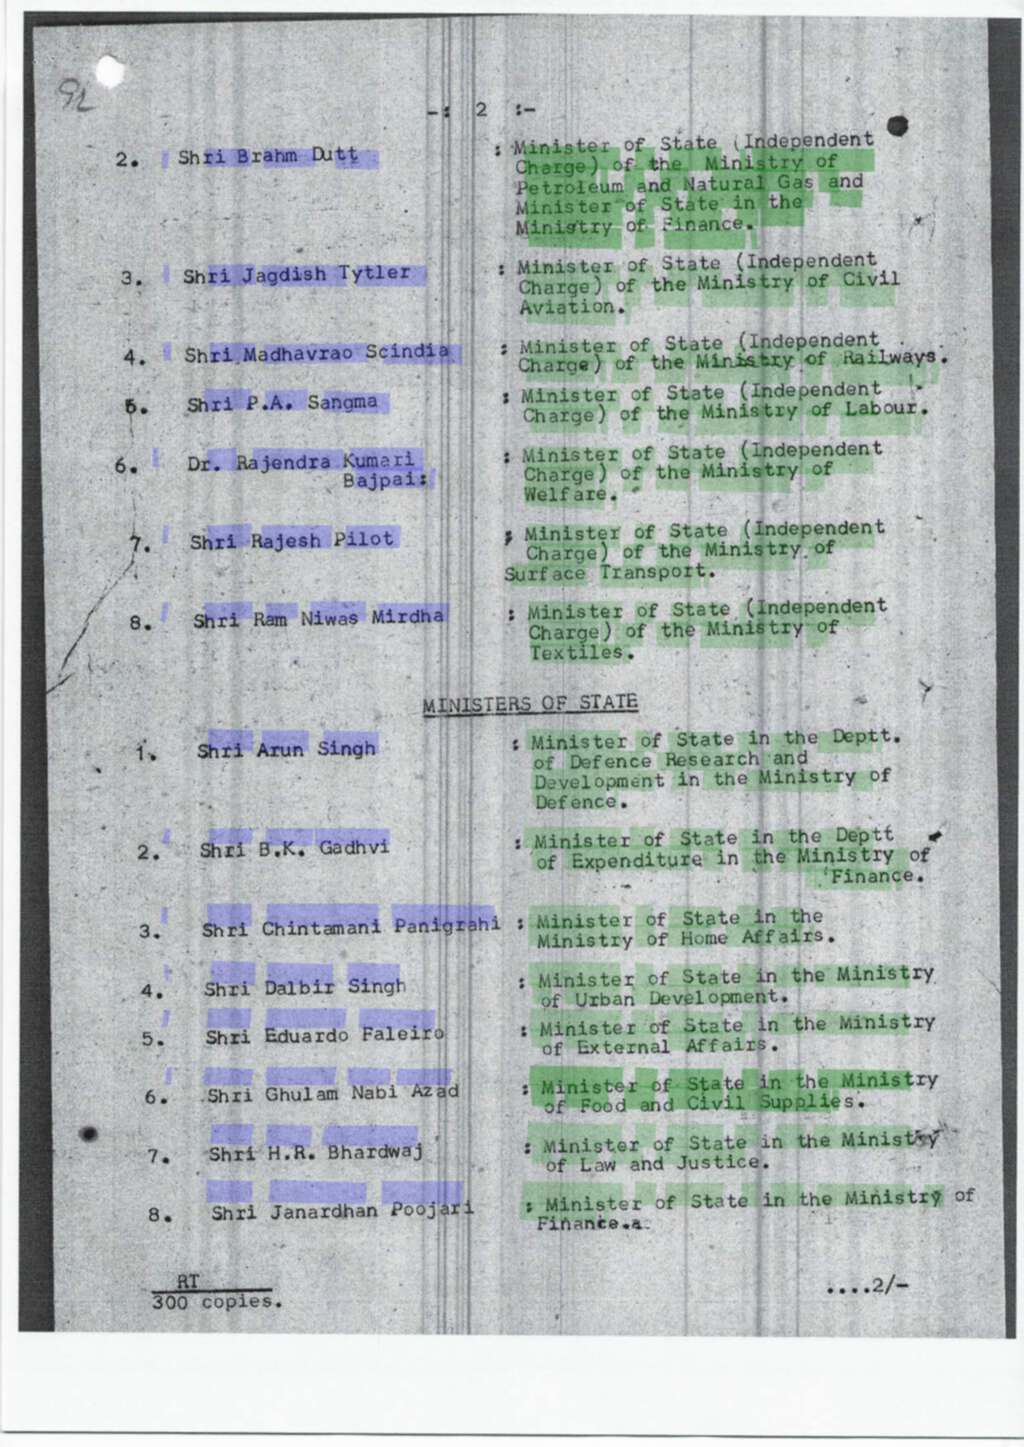 92
-: 2 :-
2. Shri Brahm Dutt : Minister of State (Independent
Charge) of the Ministry of
Petroleum and Natural Gas and
Minister of State in the
Ministry of Finance.
3. Shri Jagdish Tytler : Minister of State (Independent
Charge) of the Ministry of Civil
Aviation.
4. Shri Madhavrao Scindia : Minister of State (Independent
Charge) of the Ministry of Railways.
5. Shri P.A. Sangma : Minister of State (Independent
Charge) of the Ministry of Labour.
6. Dr. Rajendra Kumari : Minister of State (Independent
Bajpai: Charge) of the Ministry of
Welfare.
7. Shri Rajesh Pilot : Minister of State (Independent
Charge) of the Ministry of
Surface Transport.
8. Shri Ram Niwas Mirdha : Minister of State (Independent
Charge) of the Ministry of
Textiles.
MINISTERS OF STATE
1. Shri Arun Singh : Minister of State in the Deptt.
of Defence Research and
Development in the Ministry of
Defence.
2. Shri B.K. Gadhvi : Minister of State in the Deptt
of Expenditure in the Ministry of
Finance.
3. Shri Chintamani Panigrahi : Minister of State in the
Ministry of Home Affairs.
4. Shri Dalbir Singh : Minister of State in the Ministry
of Urban Development.
5. Shri Eduardo Faleiro : Minister of State in the Ministry
of External Affairs.
6. Shri Ghulam Nabi Azad : Minister of State in the Ministry
of Food and Civil Supplies.
7. Shri H.R. Bhardwaj : Minister of State in the Ministry
of Law and Justice.
8. Shri Janardhan Poojari : Minister of State in the Ministry of
Finance.a.
RT
300 copies.
....2/-